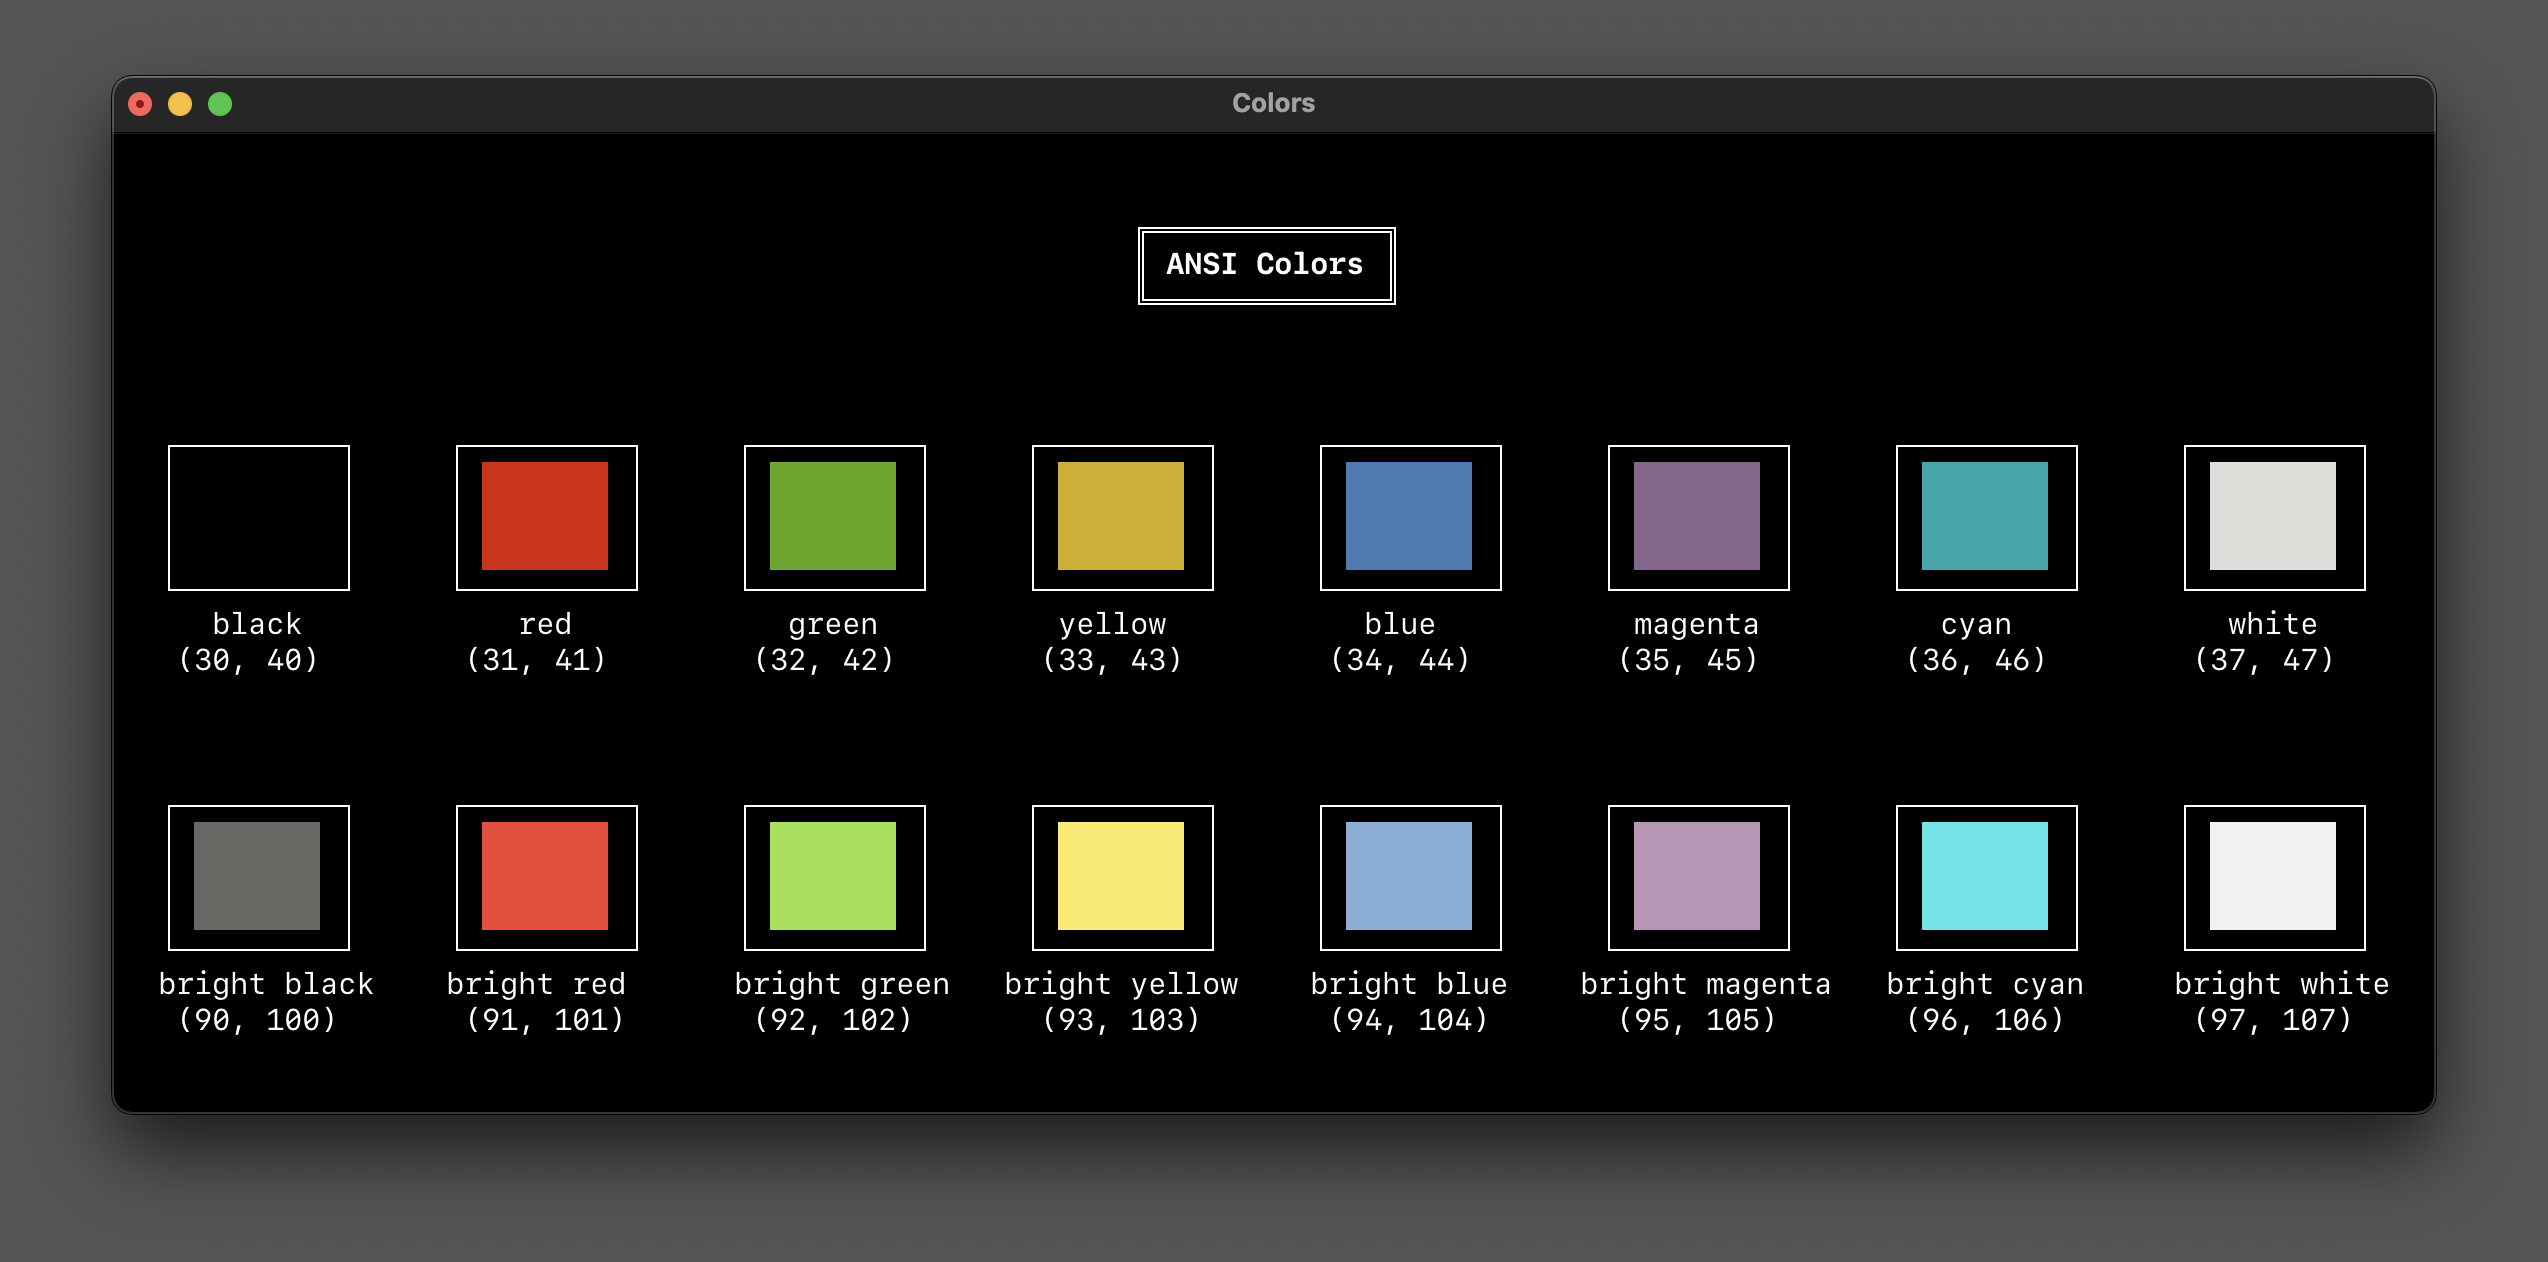 Colors
ANSI Colors
black red green yellow blue magenta cyan white
(30, 40) (31, 41) (32, 42) (33, 43) (34, 44) (35, 45) (36, 46) (37, 47)
bright black bright red bright green bright yellow bright blue bright magenta bright cyan bright white
(90, 100) (91, 101) (92, 102) (93, 103) (94, 104) (95, 105) (96, 106) (97, 107)